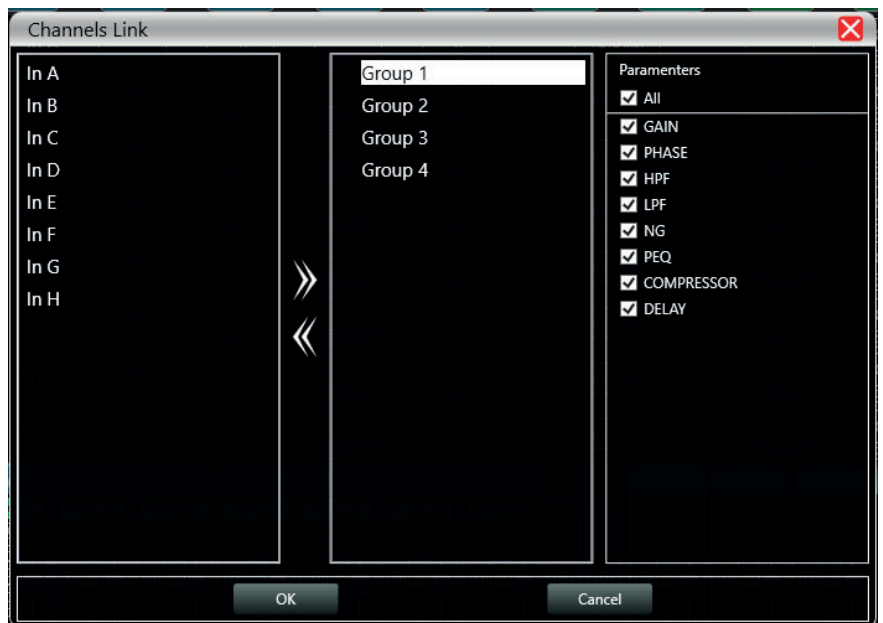 Channels Link
In A
In B
In C
In D
In E
In F
In G
In H
Group 1
Group 2
Group 3
Group 4
Paramenters
All
GAIN
PHASE
HPF
LPF
NG
PEQ
COMPRESSOR
DELAY
OK
Cancel